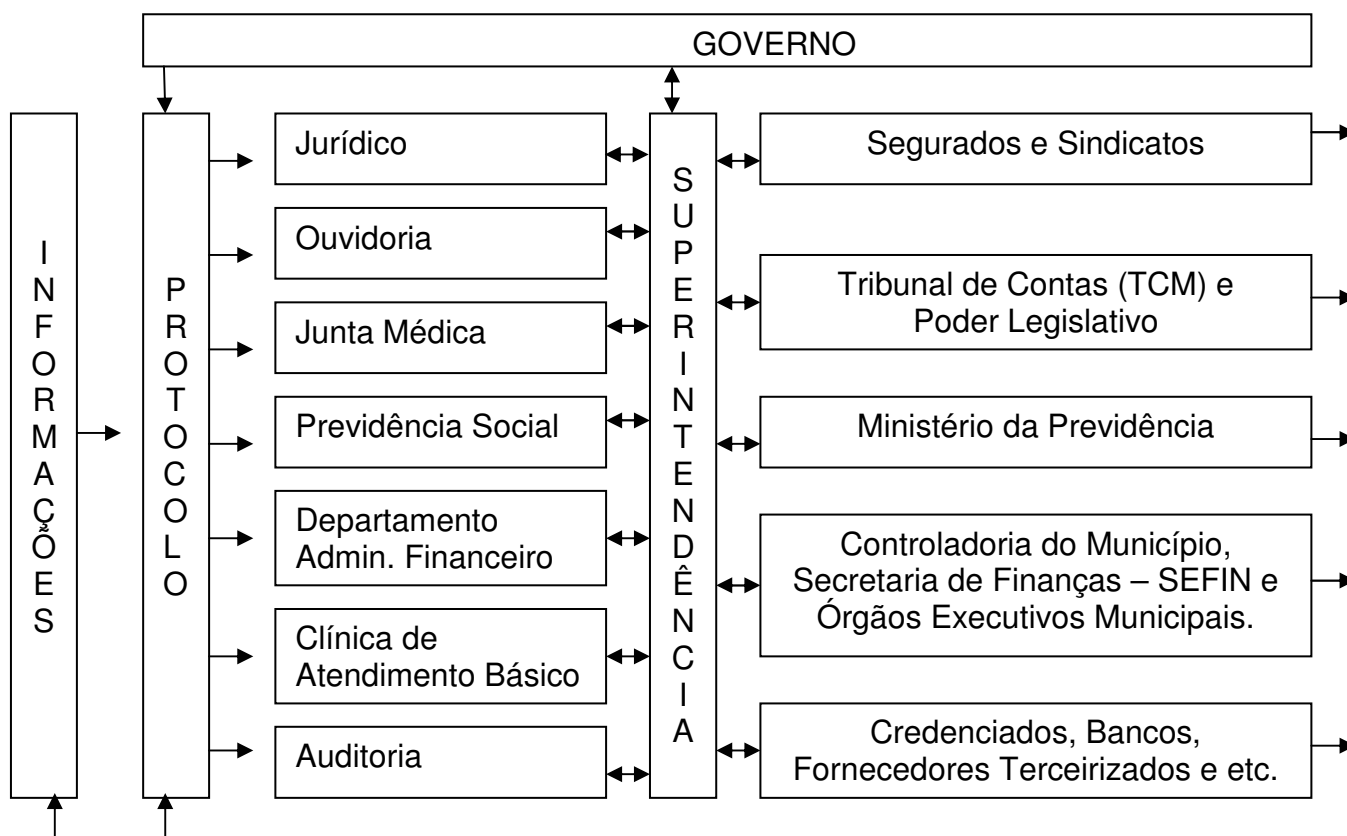 GOVERNO
INFORMAÇÕES
PROTOCOLO
Jurídico
Ouvidoria
Junta Médica
Previdência Social
Departamento
Admin. Financeiro
Clínica de
Atendimento Básico
Auditoria
SUPERINTENDÊNCIA
Segurados e Sindicatos
Tribunal de Contas (TCM) e
Poder Legislativo
Ministério da Previdência
Controladoria do Município,
Secretaria de Finanças – SEFIN e
Órgãos Executivos Municipais.
Credenciados, Bancos,
Fornecedores Terceirizados e etc.